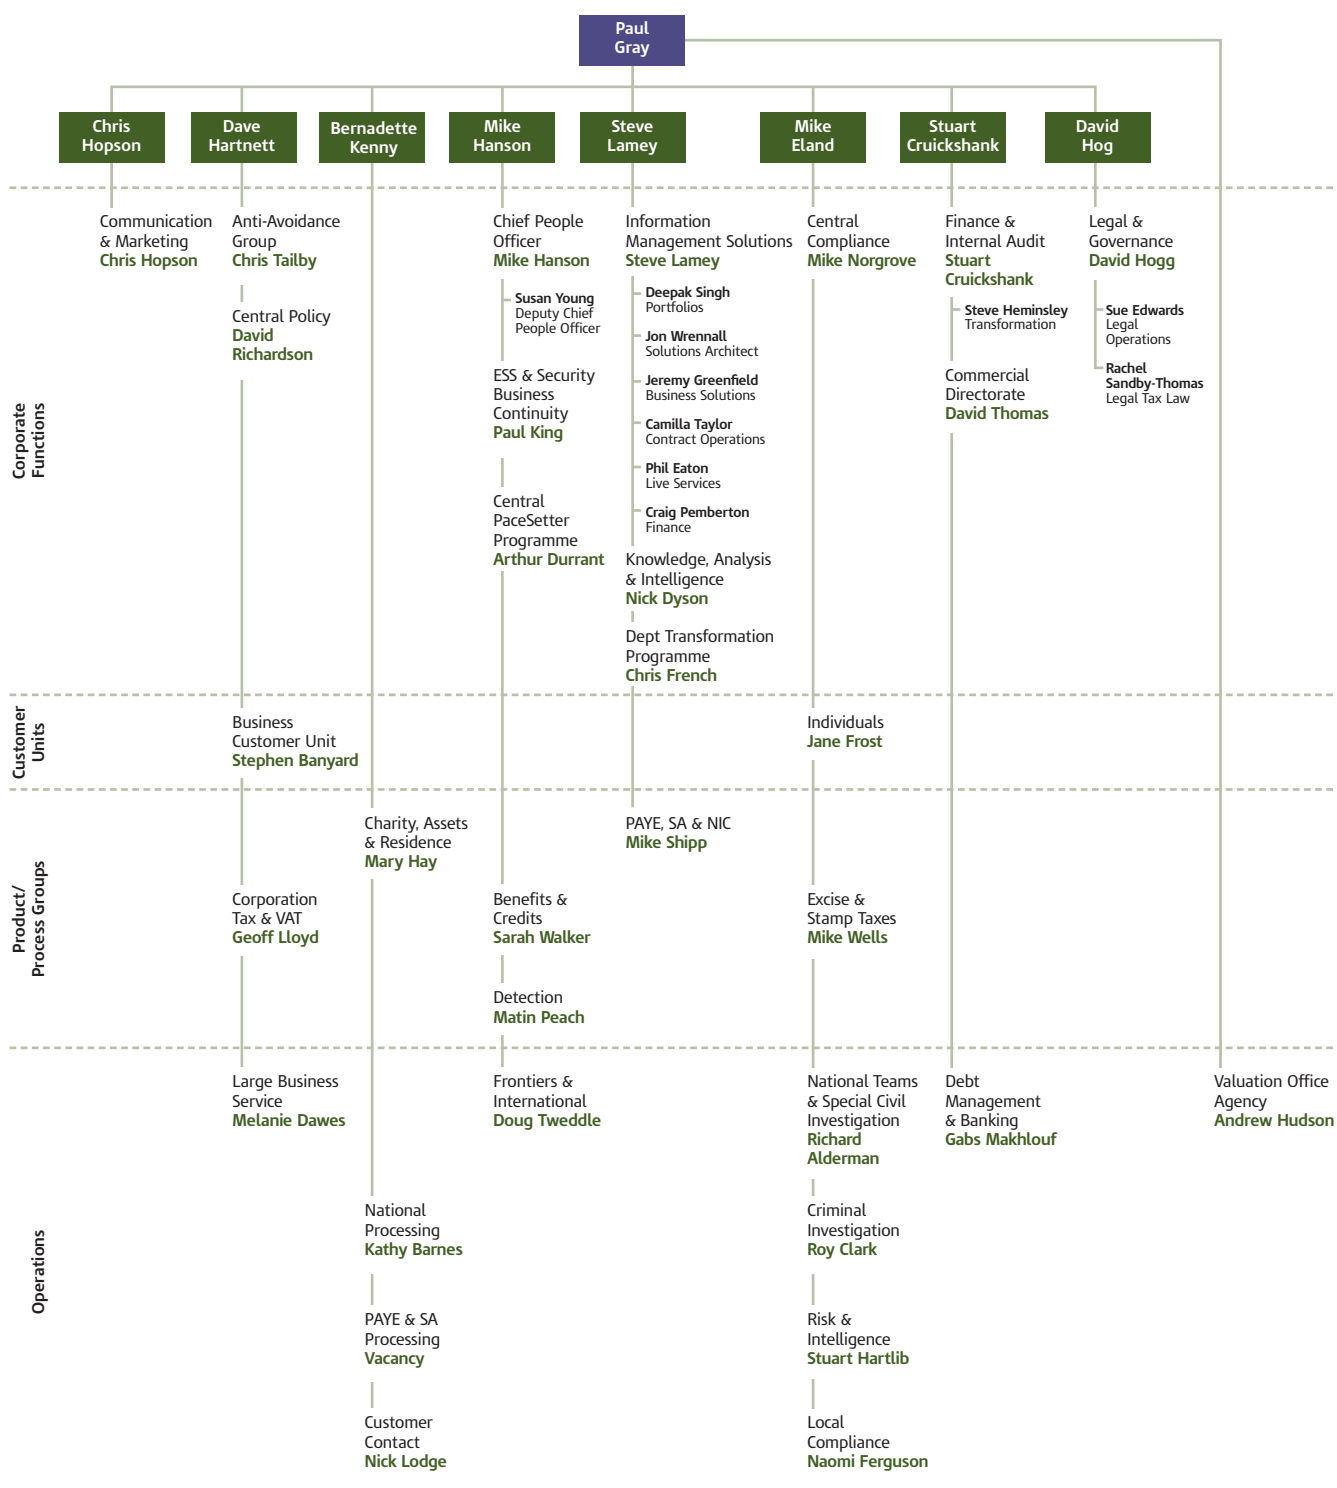 Paul
Gray
Chris
Hopson
Dave
Hartnett
Bernadette
Kenny
Mike
Hanson
Steve
Lamey
Mike
Eland
Stuart
Cruickshank
David
Hog
Corporate
Functions
Communication
& Marketing
Chris Hopson
Anti-Avoidance
Group
Chris Tailby
Central Policy
David
Richardson
Chief People
Officer
Mike Hanson
Susan Young
Deputy Chief
People Officer
ESS & Security
Business
Continuity
Paul King
Central
PaceSetter
Programme
Arthur Durrant
Information
Management Solutions
Steve Lamey
Deepak Singh
Portfolios
Jon Wrennall
Solutions Architect
Jeremy Greenfield
Business Solutions
Camilla Taylor
Contract Operations
Phil Eaton
Live Services
Craig Pemberton
Finance
Knowledge, Analysis
& Intelligence
Nick Dyson
Dept Transformation
Programme
Chris French
Central
Compliance
Mike Norgrove
Finance &
Internal Audit
Stuart
Cruickshank
Steve Heminsley
Transformation
Commercial
Directorate
David Thomas
Legal &
Governance
David Hogg
Sue Edwards
Legal
Operations
Rachel
Sandby-Thomas
Legal Tax Law
Customer
Units
Business
Customer Unit
Stephen Banyard
Individuals
Jane Frost
Product/
Process Groups
Charity, Assets
& Residence
Mary Hay
PAYE, SA & NIC
Mike Shipp
Corporation
Tax & VAT
Geoff Lloyd
Benefits &
Credits
Sarah Walker
Excise &
Stamp Taxes
Mike Wells
Detection
Matin Peach
Operations
Large Business
Service
Melanie Dawes
Frontiers &
International
Doug Tweddle
National Teams
& Special Civil
Investigation
Richard
Alderman
Debt
Management
& Banking
Gabs Makhlouf
Valuation Office
Agency
Andrew Hudson
National
Processing
Kathy Barnes
Criminal
Investigation
Roy Clark
PAYE & SA
Processing
Vacancy
Risk &
Intelligence
Stuart Hartlib
Customer
Contact
Nick Lodge
Local
Compliance
Naomi Ferguson